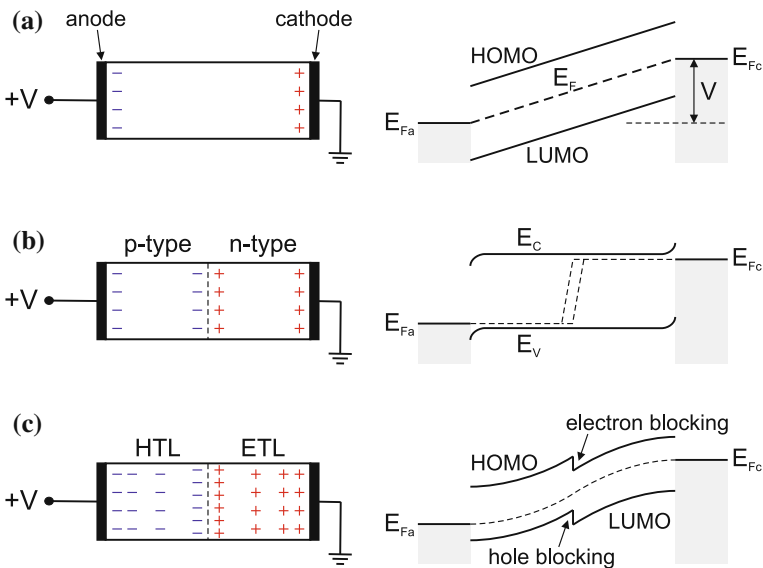 (a)
anode
cathode
+V
− +
− +
− +
− +
HOMO
E_F
E_Fc
V
E_Fa
LUMO
(b)
p-type n-type
+V
− − + +
− − + +
− − + +
− − + +
E_C
E_Fc
E_Fa
E_V
(c)
HTL ETL
+V
electron blocking
HOMO
E_Fc
E_Fa
LUMO
hole blocking